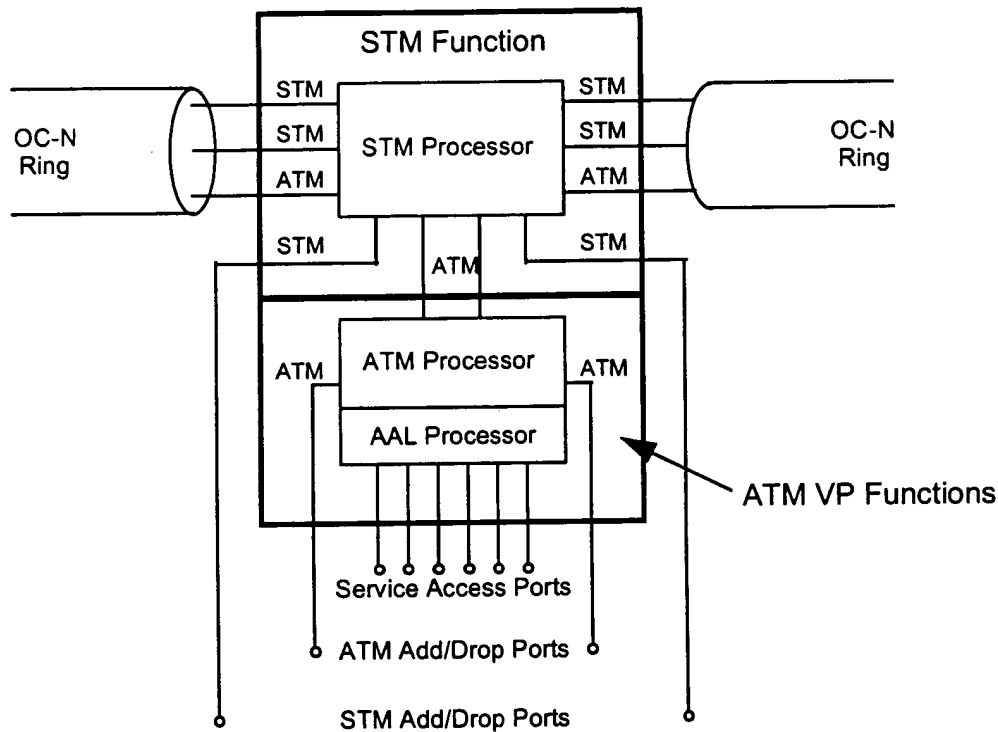 STM Function
STM
STM
OC-N
Ring
STM
STM Processor
STM
OC-N
Ring
ATM
ATM
STM
STM
ATM
ATM
ATM Processor
ATM
AAL Processor
ATM VP Functions
Service Access Ports
ATM Add/Drop Ports
STM Add/Drop Ports